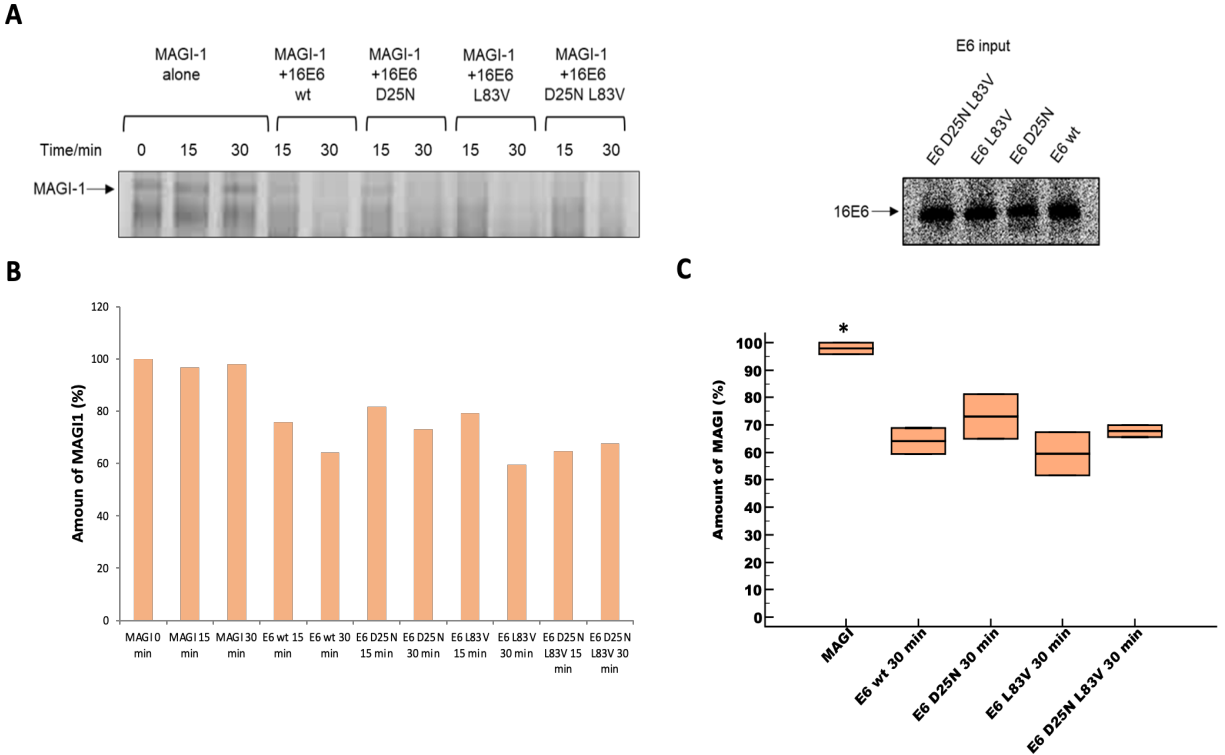 A
MAGI-1
alone
MAGI-1
+16E6
wt
MAGI-1
+16E6
D25N
MAGI-1
+16E6
L83V
MAGI-1
+16E6
D25N L83V
Time/min 0 15 30 15 30 15 30 15 30 15 30
MAGI-1
E6 input
E6 D25N L83V
E6 L83V
E6 D25N
E6 wt
16E6
B
Amoun of MAGI1 (%)
120
100
80
60
40
20
0
MAGI 0
min
MAGI 15
min
MAGI 30
min
E6 wt 15
min
E6 wt 30
min
E6 D25N
15 min
E6 D25N
30 min
E6 L83V
15 min
E6 L83V
30 min
E6 D25N
L83V 15
min
E6 D25N
L83V 30
min
C
Amount of MAGI (%)
100
90
80
70
60
50
40
30
20
10
0
*
MAGI
E6 wt 30 min
E6 D25N 30 min
E6 L83V 30 min
E6 D25N L83V 30 min